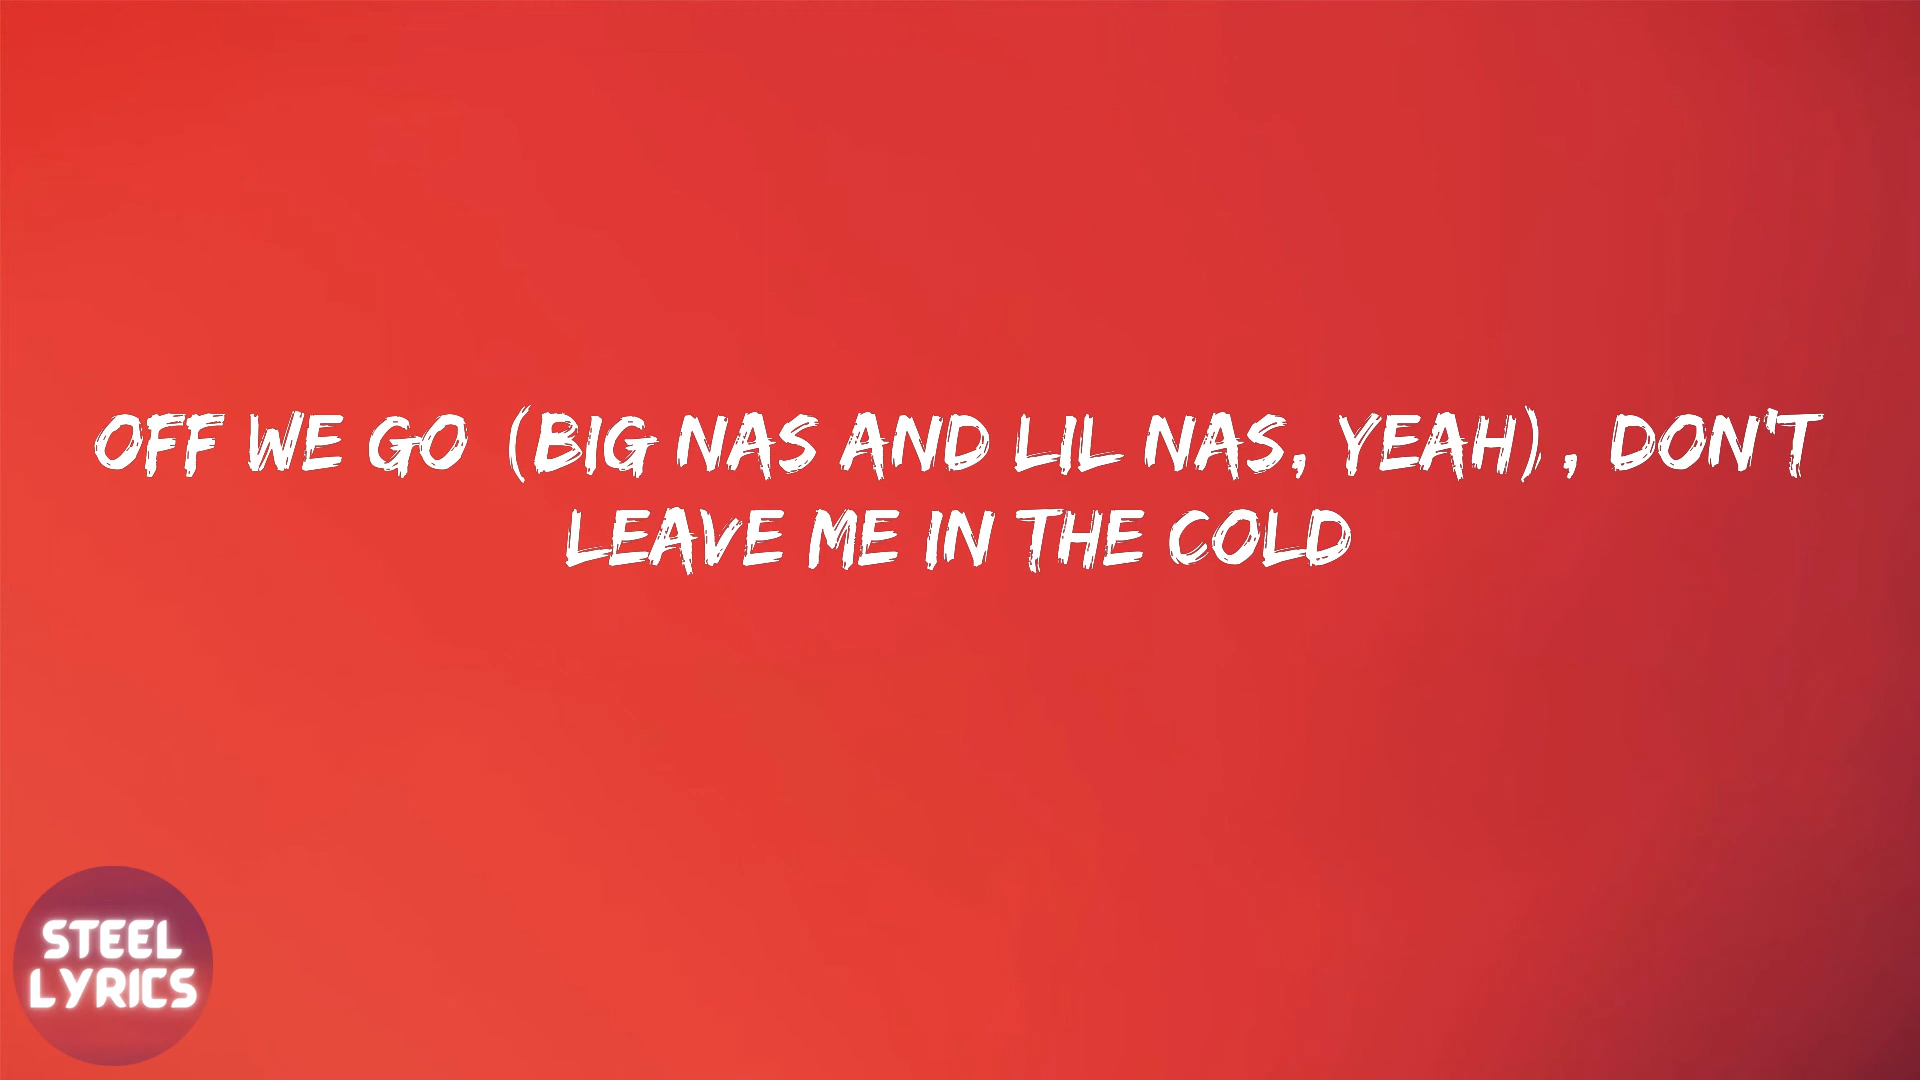 OFF WE GO (BIG NAS AND LIL NAS, YEAH), DON'T
LEAVE ME IN THE COLD
STEEL
LYRICS